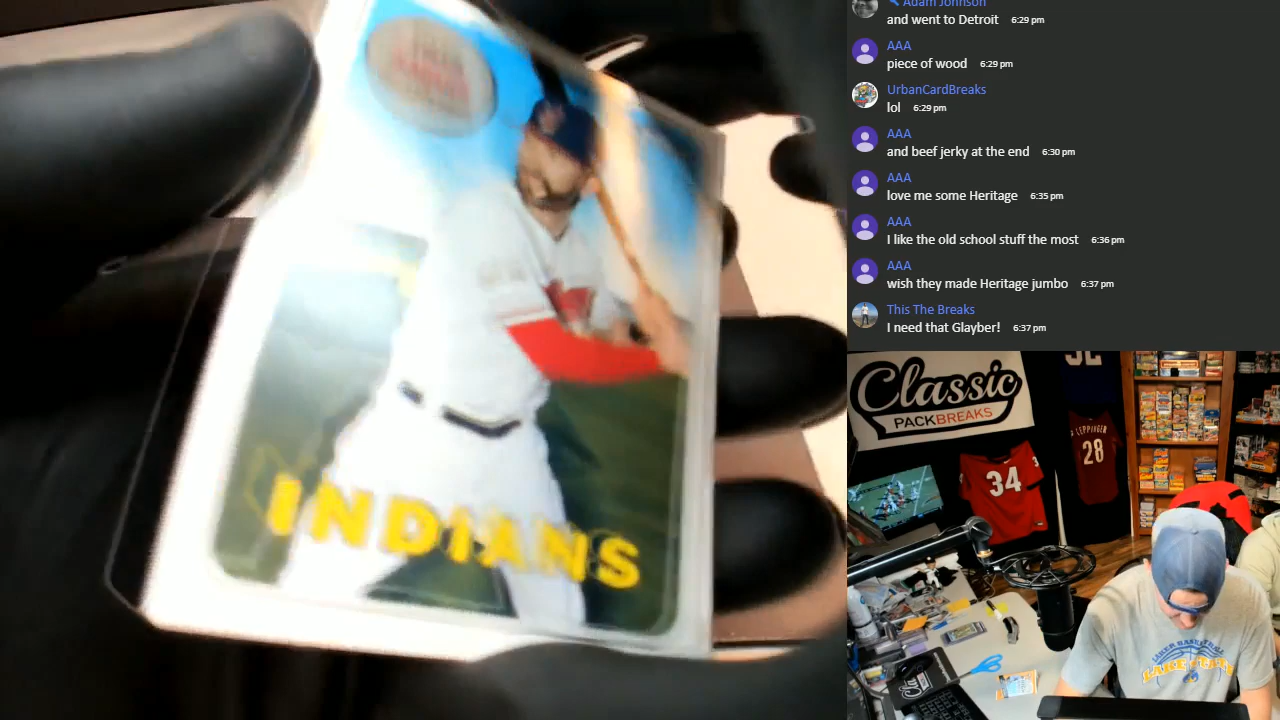 INDIANS
Adam Johnson
and went to Detroit 6:29 pm
AAA
piece of wood 6:29 pm
UrbanCardBreaks
lol 6:29 pm
AAA
and beef jerky at the end 6:30 pm
AAA
love me some Heritage 6:35 pm
AAA
I like the old school stuff the most 6:36 pm
AAA
wish they made Heritage jumbo 6:37 pm
This The Breaks
I need that Glayber! 6:37 pm
Classic
PACKBREAKS
34
LEPPINGER
28